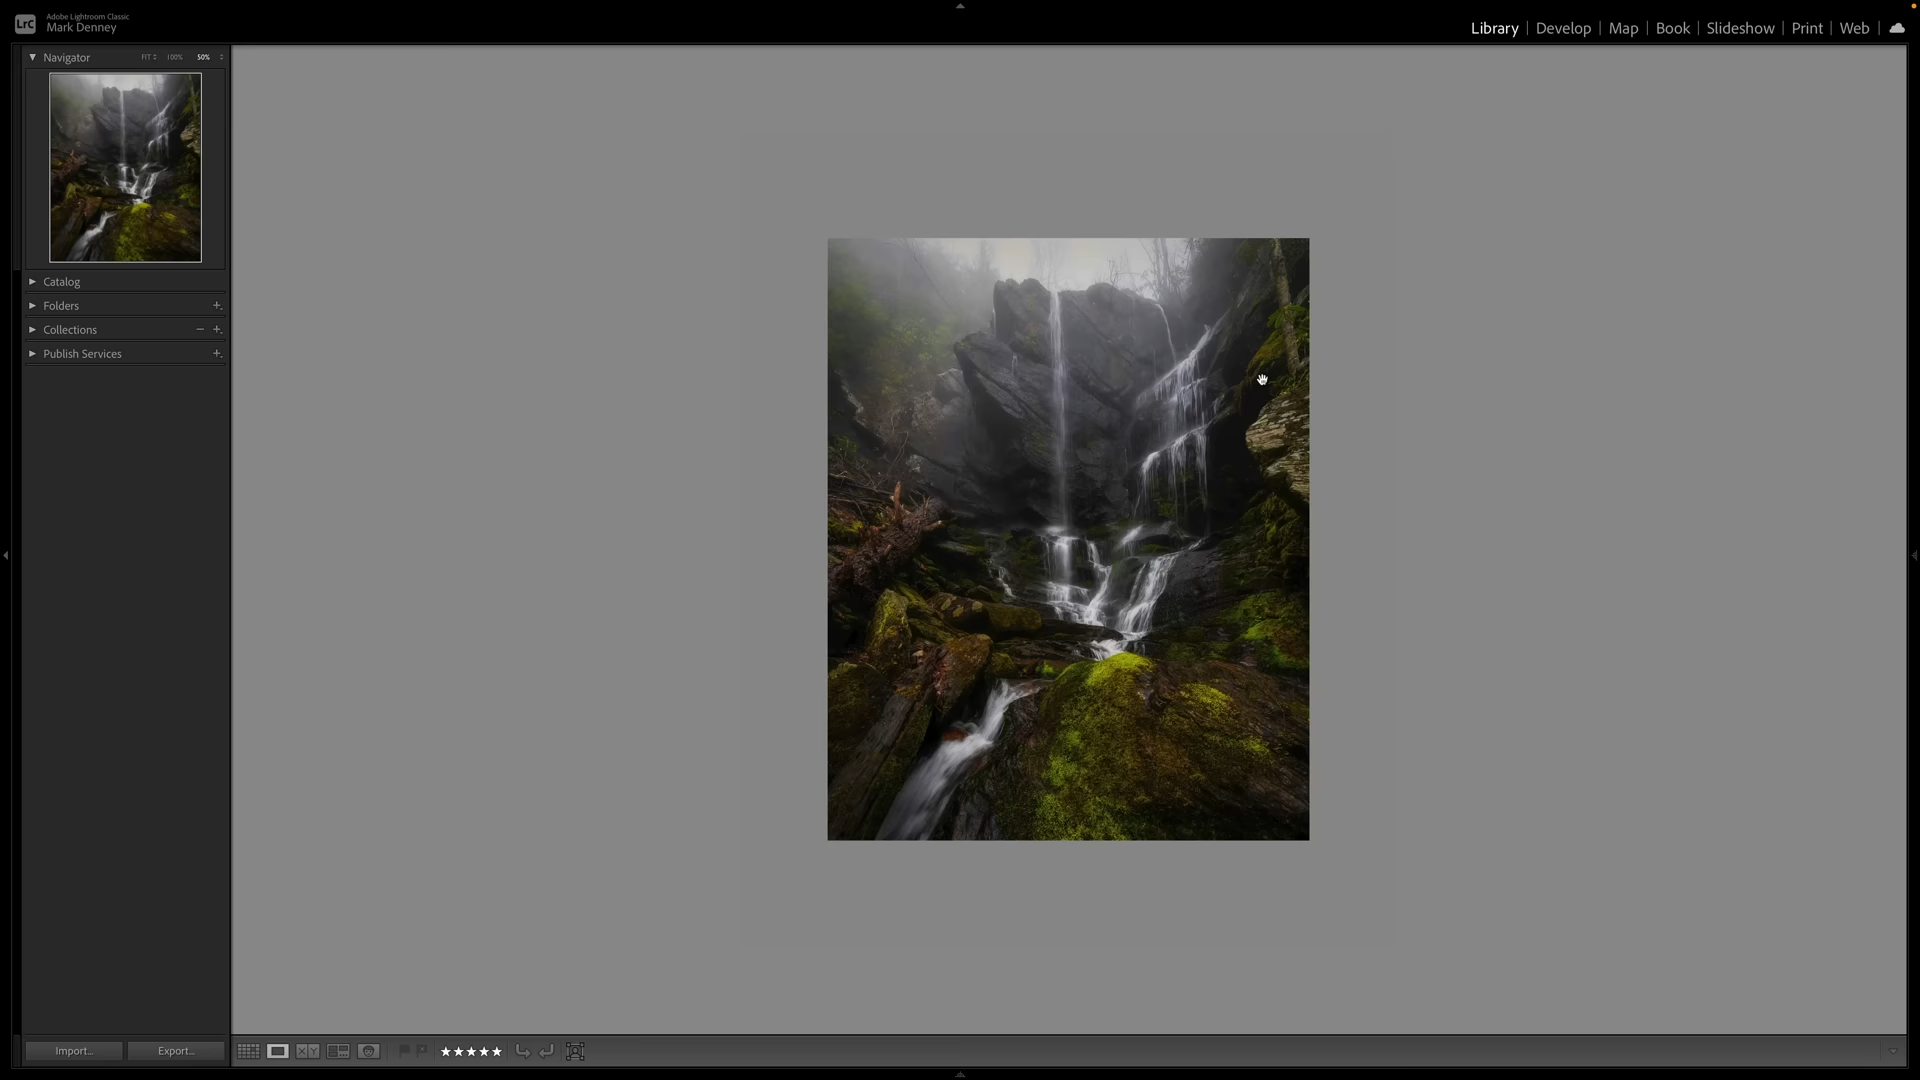 LrC
Adobe Lightroom Classic
Mark Denney
Library | Develop | Map | Book | Slideshow | Print | Web
Navigator
FIT 100% 50%
Catalog
Folders
Collections
Publish Services
Import...
Export...
XY